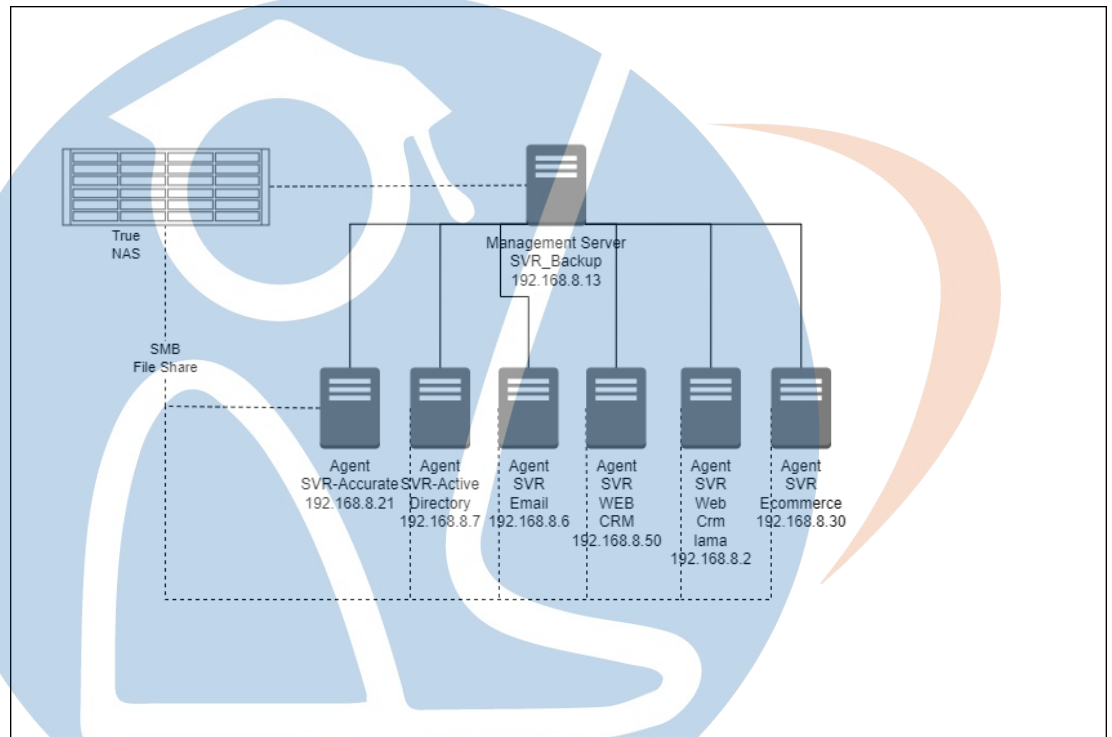 True
NAS
Management Server
SVR_Backup
192.168.8.13
SMB
File Share
Agent
SVR-Accurate
192.168.8.21
Agent
SVR-Active
Directory
192.168.8.7
Agent
SVR
Email
192.168.8.6
Agent
SVR
WEB
CRM
192.168.8.50
Agent
SVR
Web
Crm
lama
192.168.8.2
Agent
SVR
Ecommerce
192.168.8.30